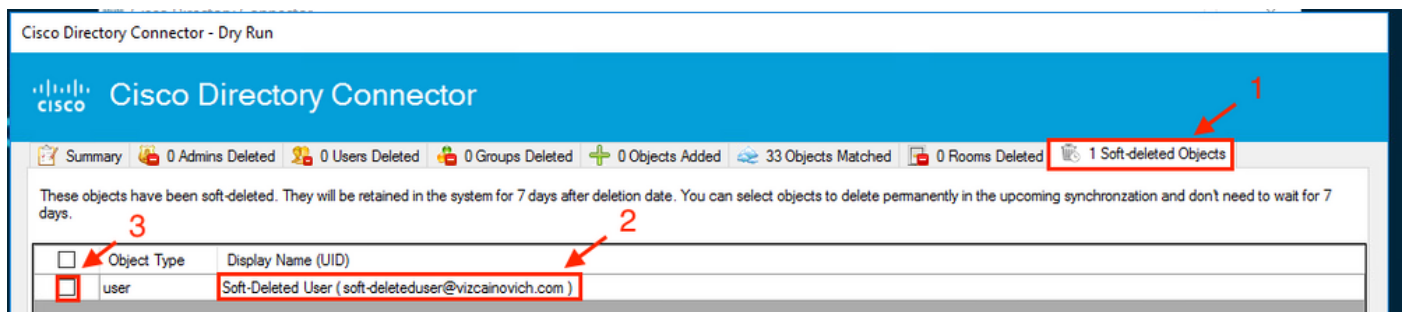 Cisco Directory Connector - Dry Run
cisco Cisco Directory Connector
1
Summary 0 Admins Deleted 0 Users Deleted 0 Groups Deleted 0 Objects Added 33 Objects Matched 0 Rooms Deleted 1 Soft-deleted Objects
These objects have been soft-deleted. They will be retained in the system for 7 days after deletion date. You can select objects to delete permanently in the upcoming synchronzation and don't need to wait for 7
days.
3 2
Object Type Display Name (UID)
user Soft-Deleted User ( soft-deleteduser@vizcainovich.com )